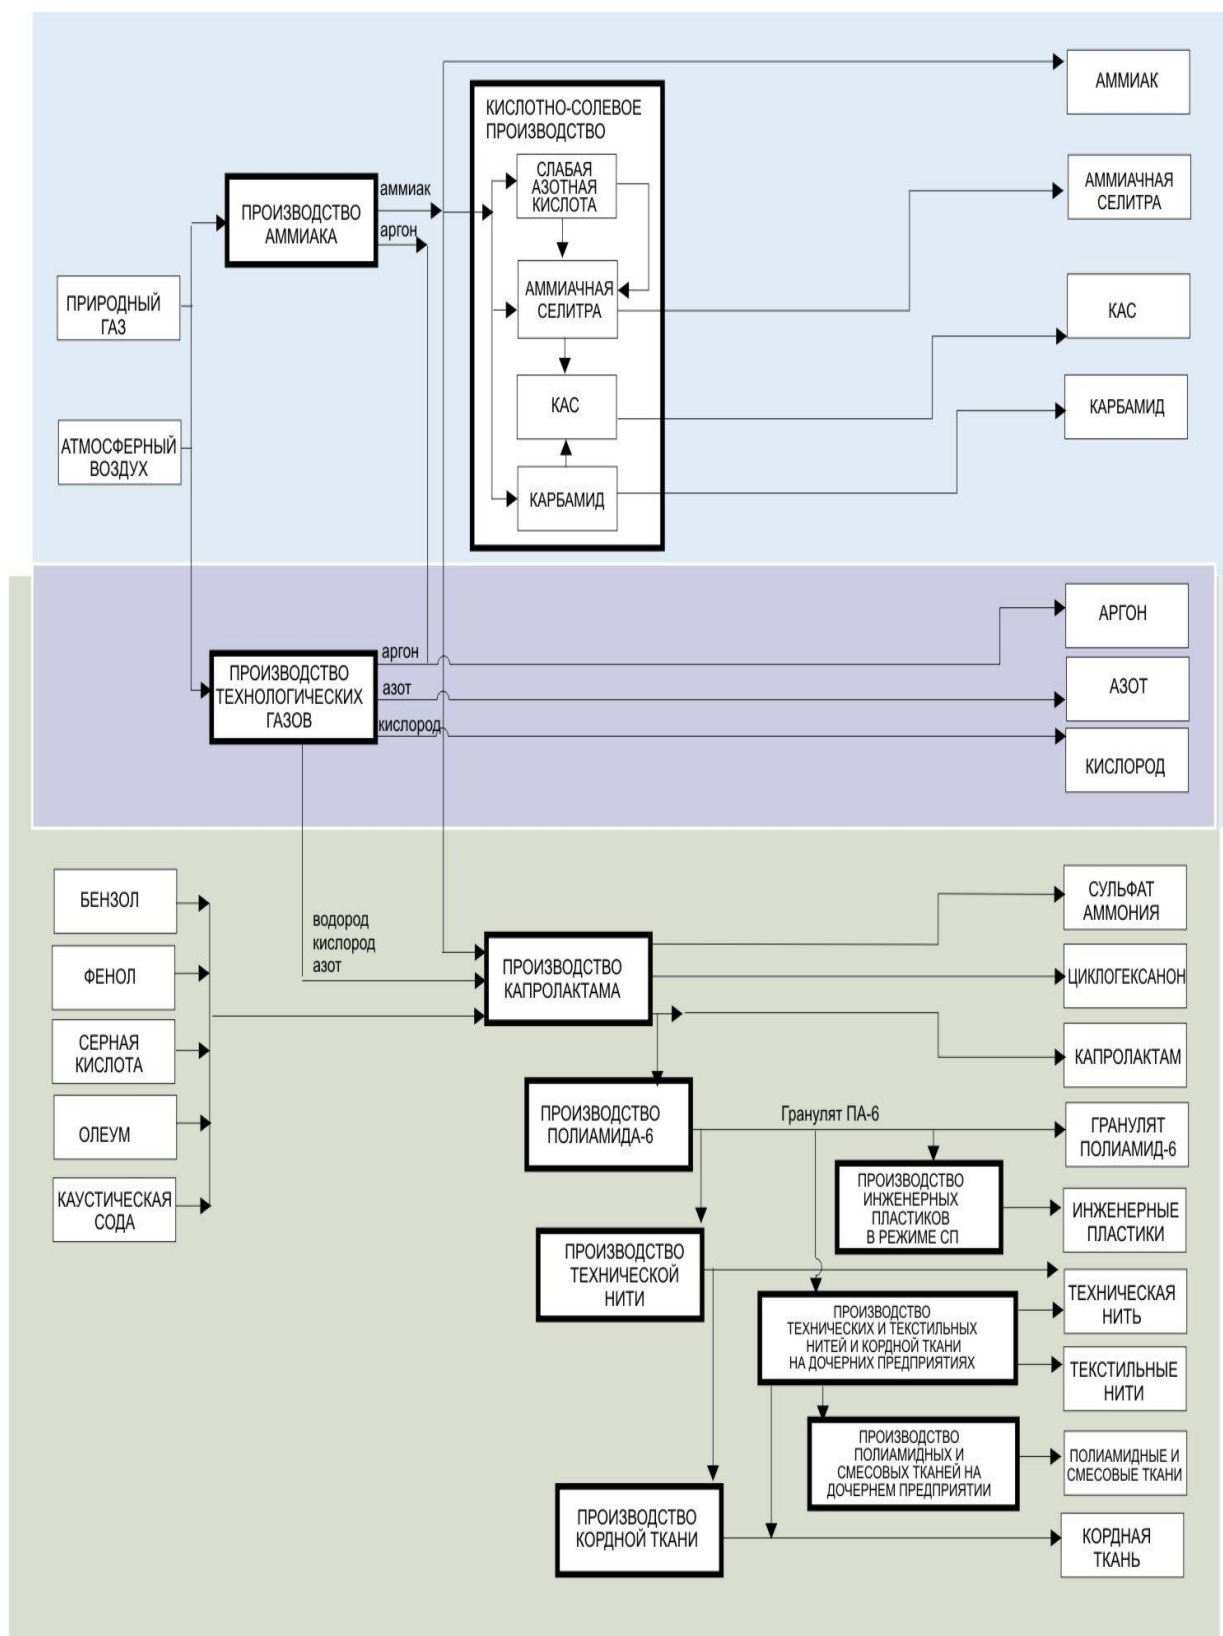 АММИАК
КИСЛОТНО-СОЛЕВОЕ
ПРОИЗВОДСТВО
СЛАБАЯ
АЗОТНАЯ
КИСЛОТА
АММИАЧНАЯ
СЕЛИТРА
аммиак
ПРОИЗВОДСТВО
АММИАКА
аргон
ПРИРОДНЫЙ
ГАЗ
АММИАЧНАЯ
СЕЛИТРА
КАС
КАС
КАРБАМИД
АТМОСФЕРНЫЙ
ВОЗДУХ
КАРБАМИД
АРГОН
аргон
ПРОИЗВОДСТВО
ТЕХНОЛОГИЧЕСКИХ
ГАЗОВ
азот
АЗОТ
кислород
КИСЛОРОД
БЕНЗОЛ
ФЕНОЛ
СЕРНАЯ
КИСЛОТА
ОЛЕУМ
КАУСТИЧЕСКАЯ
СОДА
водород
кислород
азот
ПРОИЗВОДСТВО
КАПРОЛАКТАМА
СУЛЬФАТ
АММОНИЯ
ЦИКЛОГЕКСАНОН
КАПРОЛАКТАМ
ПРОИЗВОДСТВО
ПОЛИАМИДА-6
Гранулят ПА-6
ГРАНУЛЯТ
ПОЛИАМИД-6
ПРОИЗВОДСТВО
ИНЖЕНЕРНЫХ
ПЛАСТИКОВ
В РЕЖИМЕ СП
ИНЖЕНЕРНЫЕ
ПЛАСТИКИ
ПРОИЗВОДСТВО
ТЕХНИЧЕСКОЙ
НИТИ
ТЕХНИЧЕСКАЯ
НИТЬ
ПРОИЗВОДСТВО
ТЕХНИЧЕСКИХ И ТЕКСТИЛЬНЫХ
НИТЕЙ И КОРДНОЙ ТКАНИ
НА ДОЧЕРНИХ ПРЕДПРИЯТИЯХ
ТЕКСТИЛЬНЫЕ
НИТИ
ПРОИЗВОДСТВО
ПОЛИАМИДНЫХ И
СМЕСОВЫХ ТКАНЕЙ НА
ДОЧЕРНЕМ ПРЕДПРИЯТИИ
ПОЛИАМИДНЫЕ И
СМЕСОВЫЕ ТКАНИ
ПРОИЗВОДСТВО
КОРДНОЙ ТКАНИ
КОРДНАЯ
ТКАНЬ